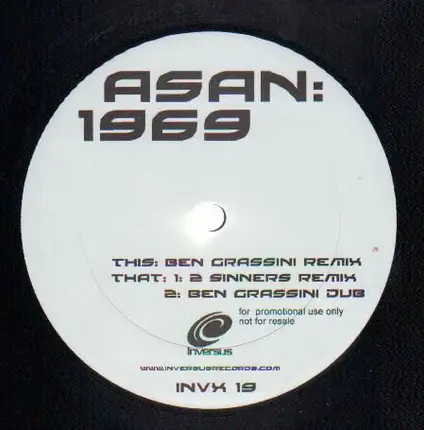 ASAN:
1969
THIS: BEN GRASSINI REMIX
THAT: 1: 2 SINNERS REMIX
2: BEN GRASSINI DUB
for promotional use only
not for resale
Inversus
WWW.INVERSUSRECORDS.COM
INVX 19